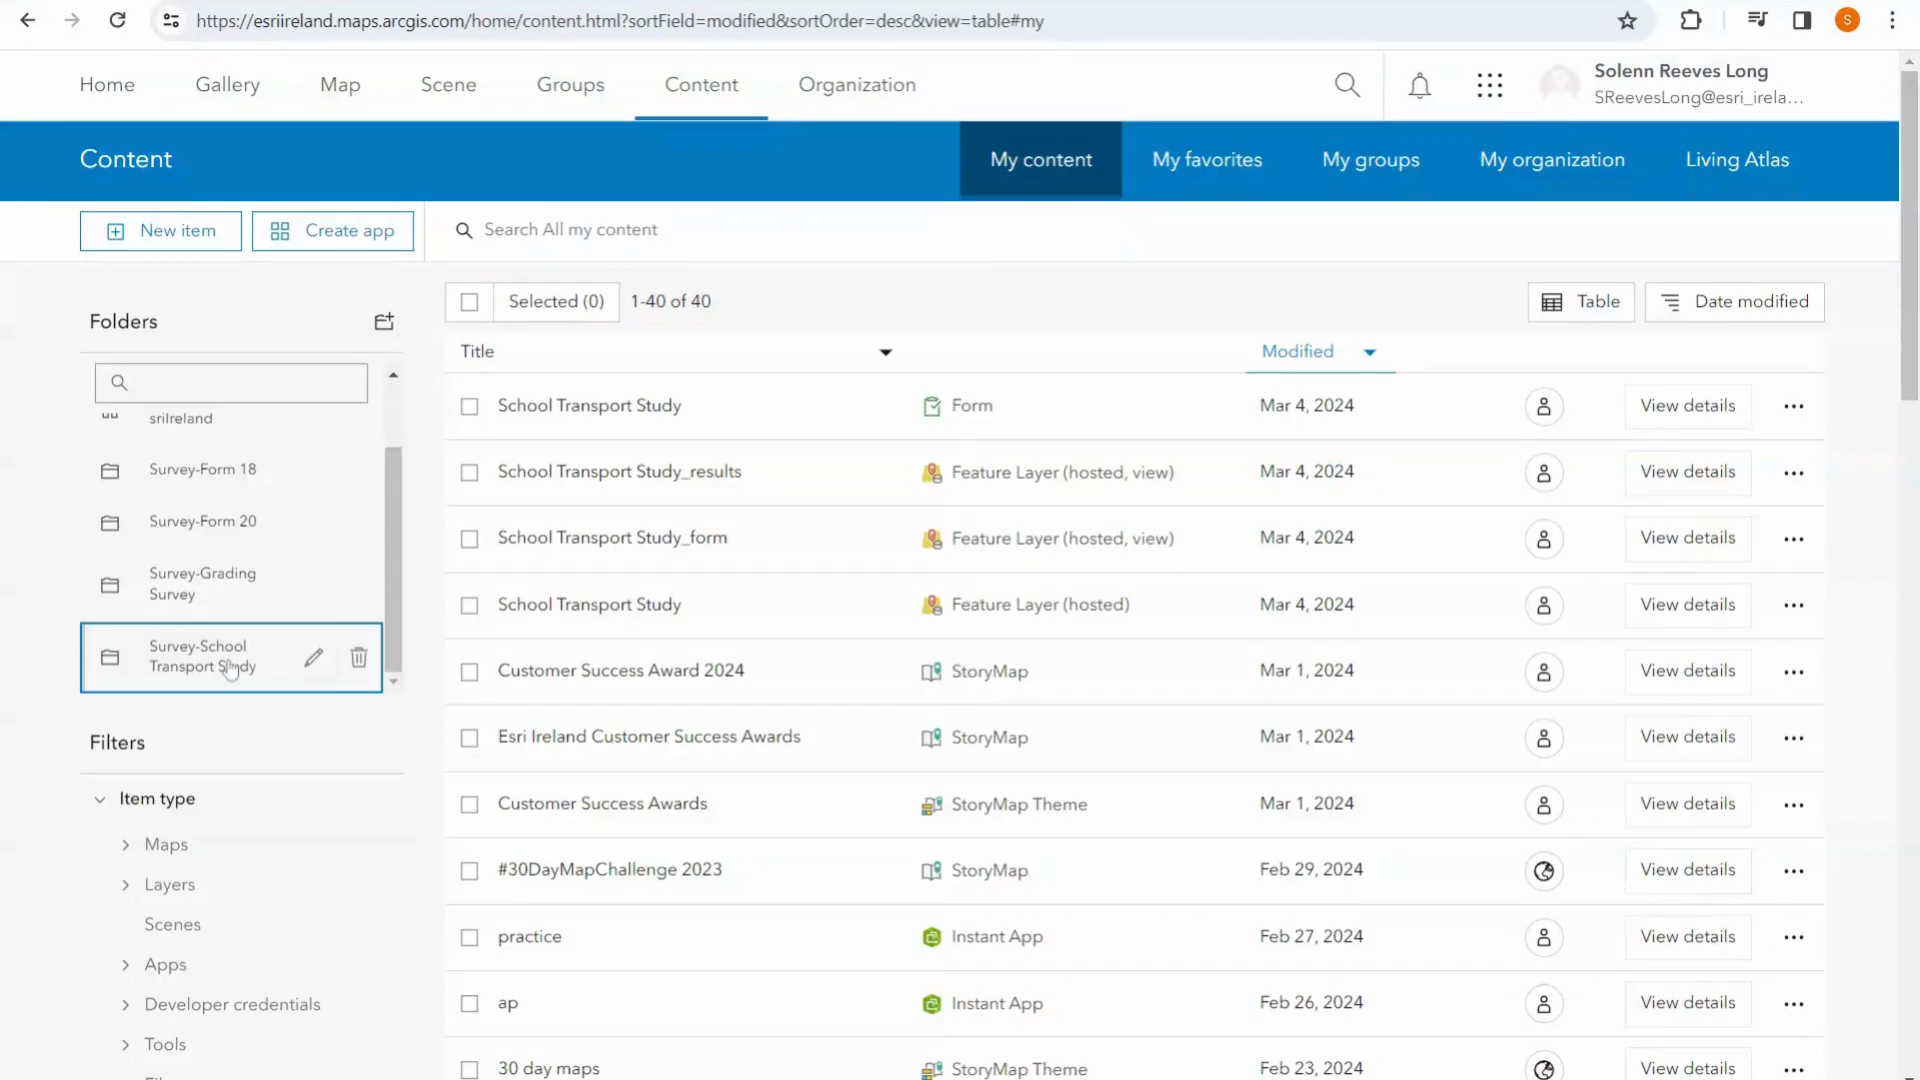 https://esriireland.maps.arcgis.com/home/content.html?sortField=modified&sortOrder=desc&view=table#my
S
Home Gallery Map Scene Groups Content Organization
Solenn Reeves Long
SReevesLong@esri_irela...
Content My content My favorites My groups My organization Living Atlas
New item Create app Search All my content
Folders
Selected (0) 1-40 of 40 Table Date modified
Title Modified
srilreland
Survey-Form 18
Survey-Form 20
Survey-Grading
Survey
Survey-School
Transport Study
Filters
Item type
Maps
Layers
Scenes
Apps
Developer credentials
Tools
School Transport Study Form Mar 4, 2024 View details
School Transport Study_results Feature Layer (hosted, view) Mar 4, 2024 View details
School Transport Study_form Feature Layer (hosted, view) Mar 4, 2024 View details
School Transport Study Feature Layer (hosted) Mar 4, 2024 View details
Customer Success Award 2024 StoryMap Mar 1, 2024 View details
Esri Ireland Customer Success Awards StoryMap Mar 1, 2024 View details
Customer Success Awards StoryMap Theme Mar 1, 2024 View details
#30DayMapChallenge 2023 StoryMap Feb 29, 2024 View details
practice Instant App Feb 27, 2024 View details
ap Instant App Feb 26, 2024 View details
30 day maps StoryMap Theme Feb 23, 2024 View details